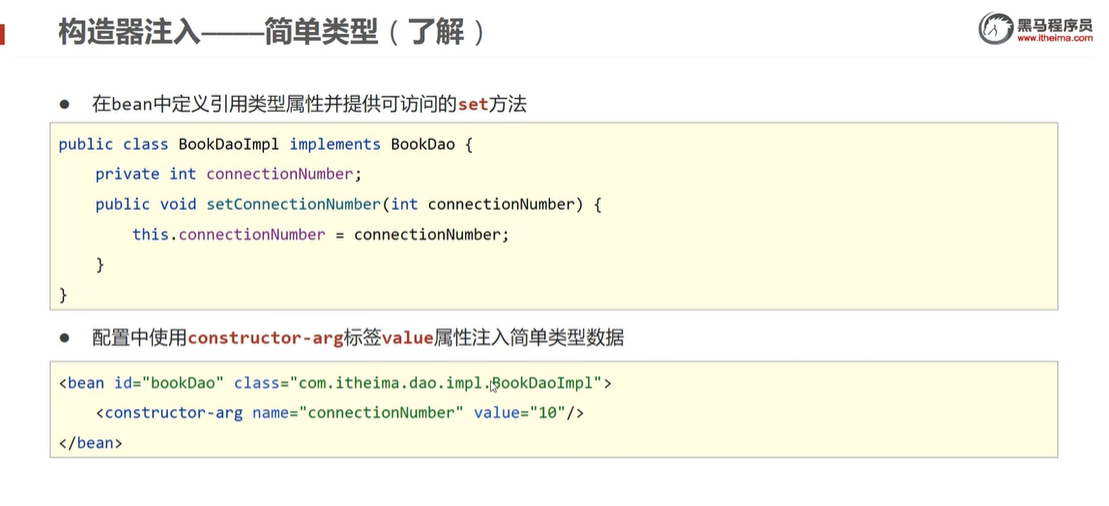 构造器注入——简单类型（了解）
黑马程序员
www.itheima.com
● 在bean中定义引用类型属性并提供可访问的set方法
public class BookDaoImpl implements BookDao {
    private int connectionNumber;
    public void setConnectionNumber(int connectionNumber) {
        this.connectionNumber = connectionNumber;
    }
}
● 配置中使用constructor-arg标签value属性注入简单类型数据
<bean id="bookDao" class="com.itheima.dao.impl.BookDaoImpl">
    <constructor-arg name="connectionNumber" value="10"/>
</bean>